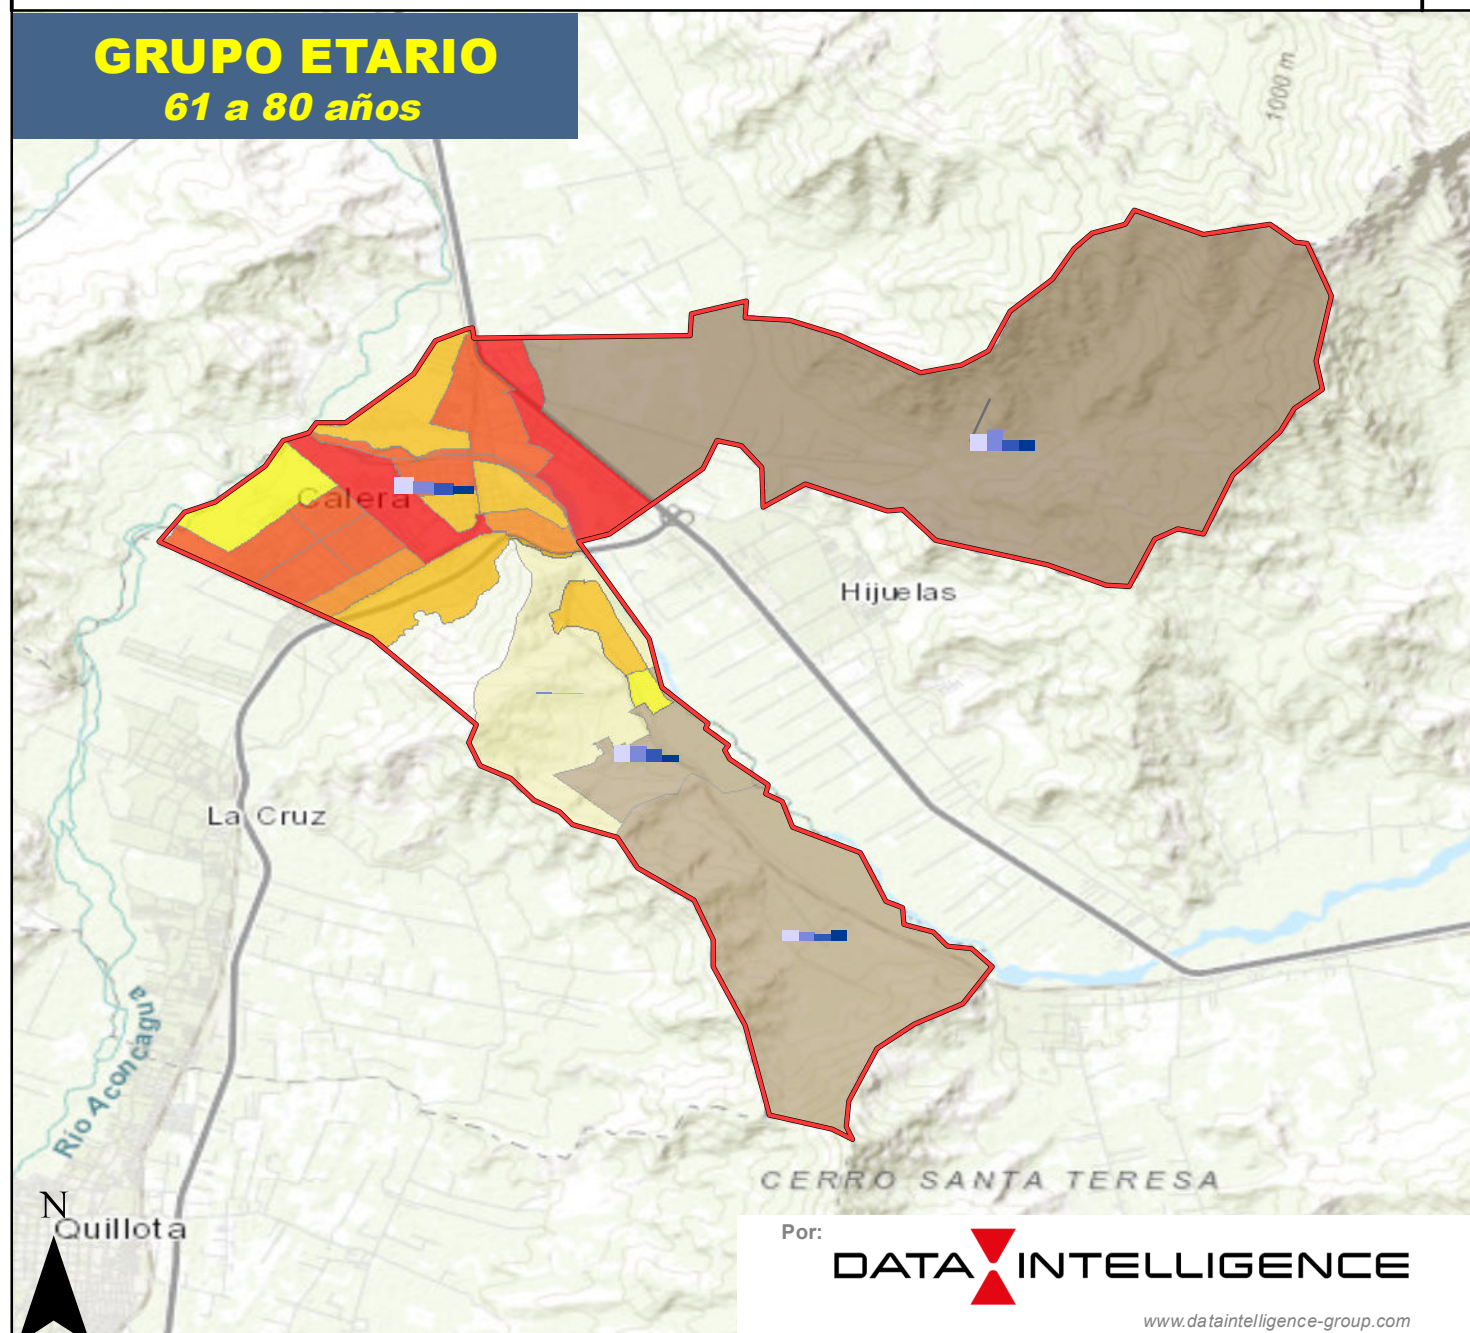 GRUPO ETARIO
61 a 80 años
1000 m
Calera
Hijuelas
La Cruz
Río Aconcagua
CERRO SANTA TERESA
N
Quillota
Por:
DATA INTELLIGENCE
www.dataintelligence-group.com